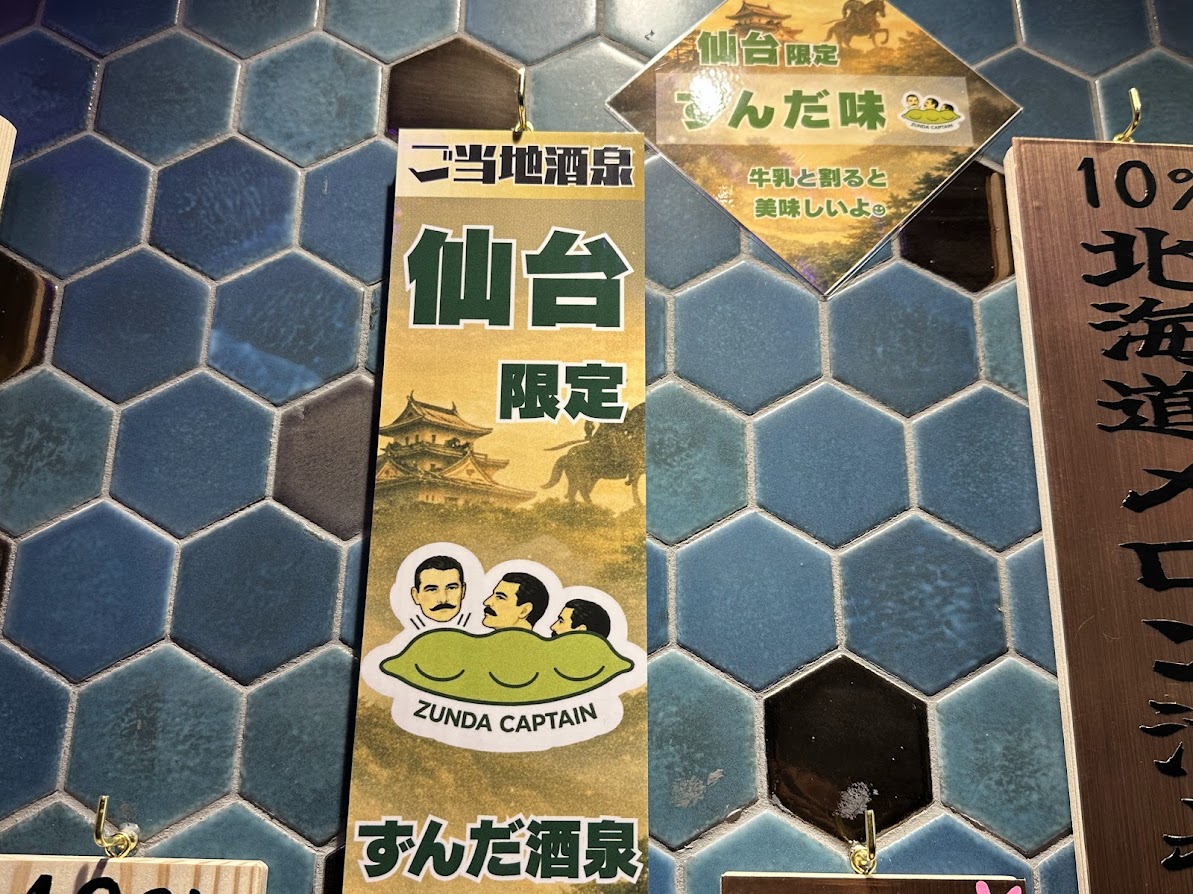 ご当地酒泉
仙台
限定
ZUNDA CAPTAIN
ずんだ酒泉
仙台限定
ずんだ味
ZUNDA CAPTAIN
牛乳と割ると
美味しいよ☺
10%
北
海
道
メ
ロ
ン